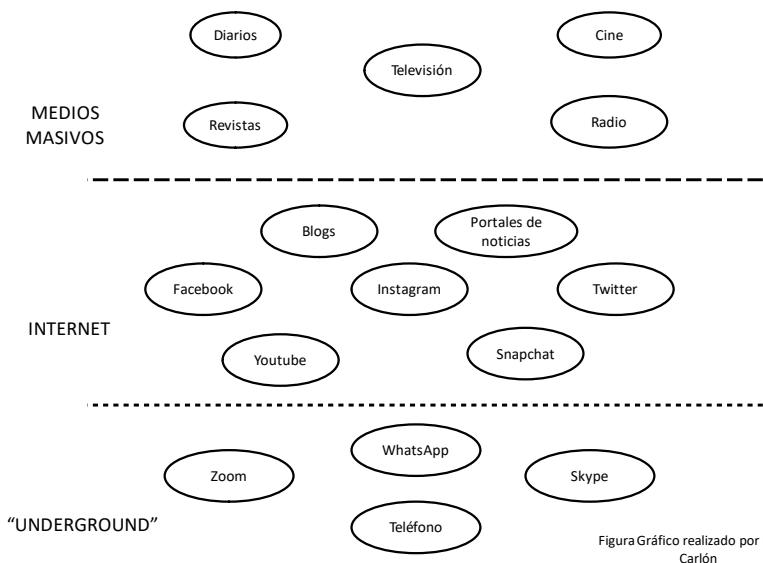 Diarios
Cine
Televisión
MEDIOS
MASIVOS
Revistas
Radio
Blogs
Portales de
noticias
Facebook
Instagram
Twitter
INTERNET
Youtube
Snapchat
WhatsApp
Zoom
Skype
"UNDERGROUND"
Teléfono
Figura Gráfico realizado por
Carlón